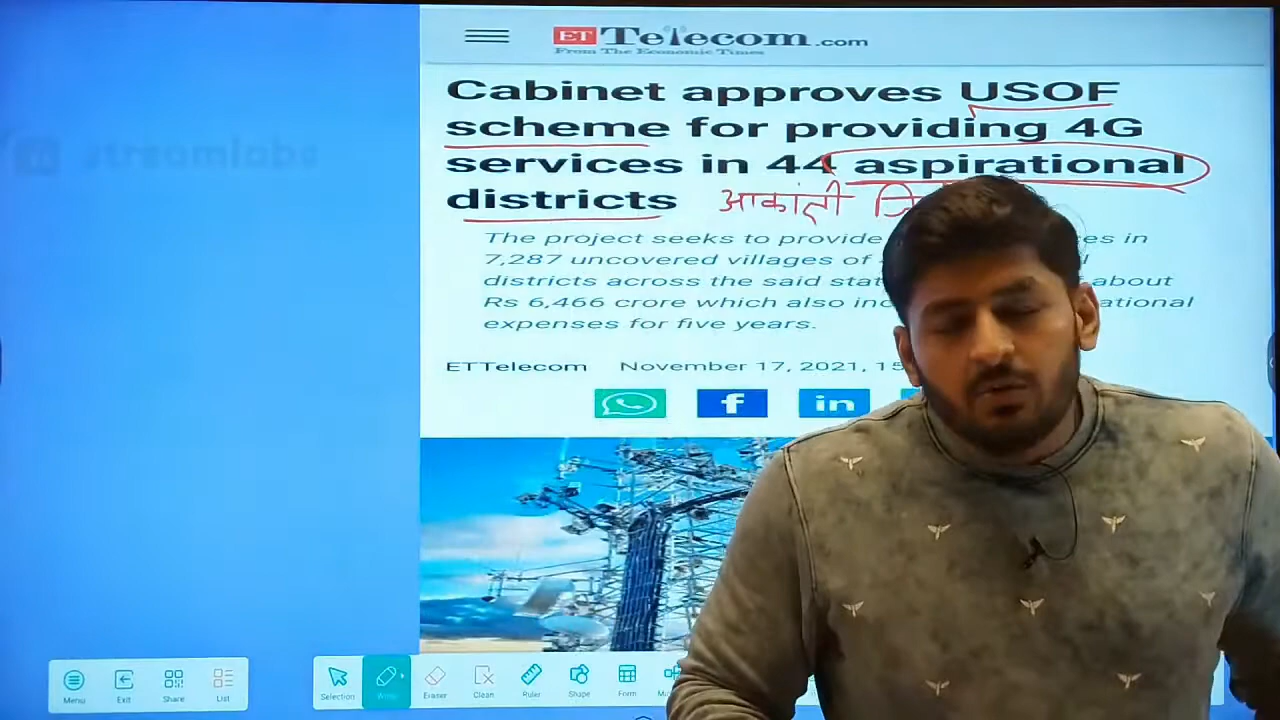 streamlabs
ET Telecom.com
From The Economic Times
Cabinet approves USOF
scheme for providing 4G
services in 44 aspirational
districts
आकांक्षी जि
The project seeks to provide es in
7,287 uncovered villages of
districts across the said stat about
Rs 6,466 crore which also inc ational
expenses for five years.
ETTelecom November 17, 2021, 15
f in
Menu Exit Share List Selection Write Eraser Clean Ruler Shape Form